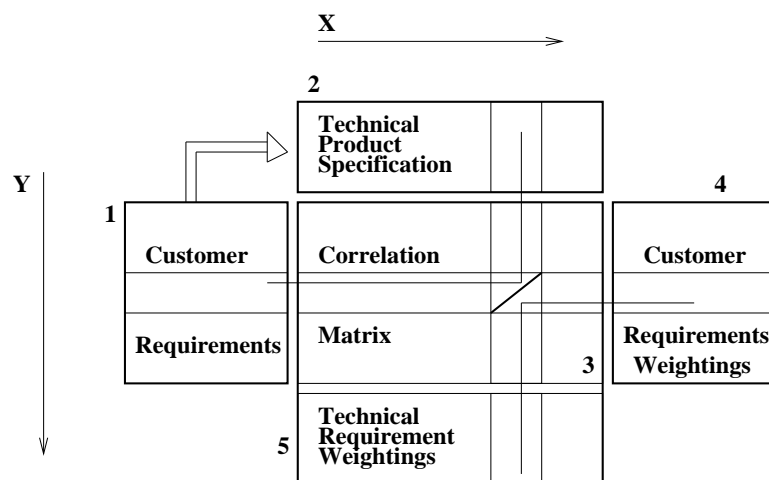 X
2
Technical
Product
Specification
Y
1
4
Customer
Correlation
Customer
Requirements
Matrix
3
Requirements
Weightings
5
Technical
Requirement
Weightings